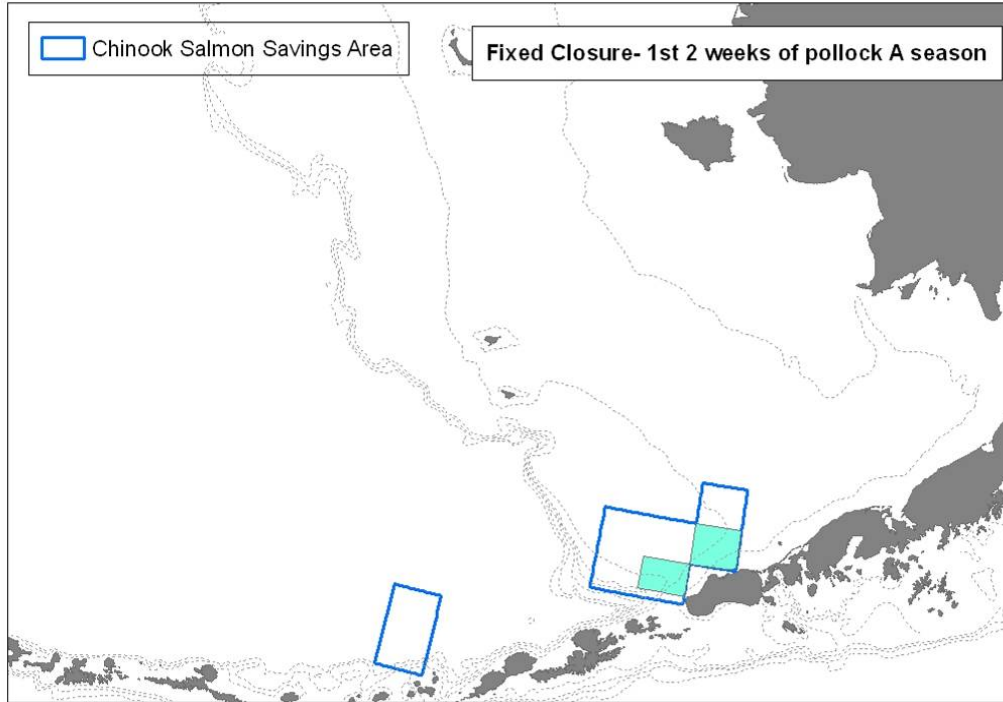 Chinook Salmon Savings Area
Fixed Closure- 1st 2 weeks of pollock A season